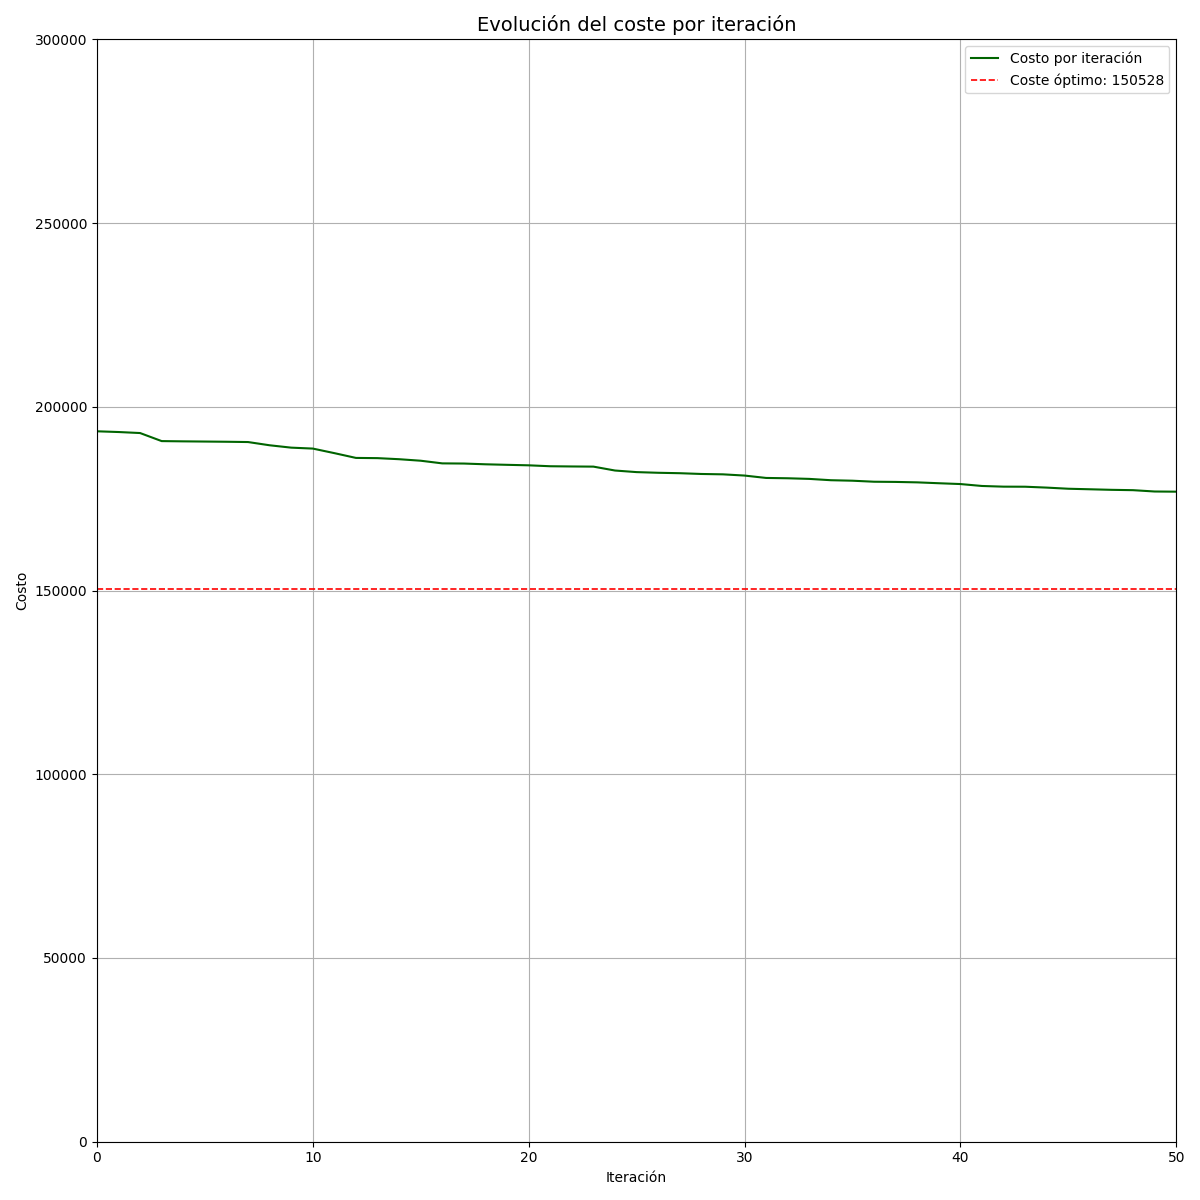 Evolución del coste por iteración
300000
250000
200000
150000
100000
50000
0
Costo
Costo por iteración
Coste óptimo: 150528
0 10 20 30 40 50
Iteración